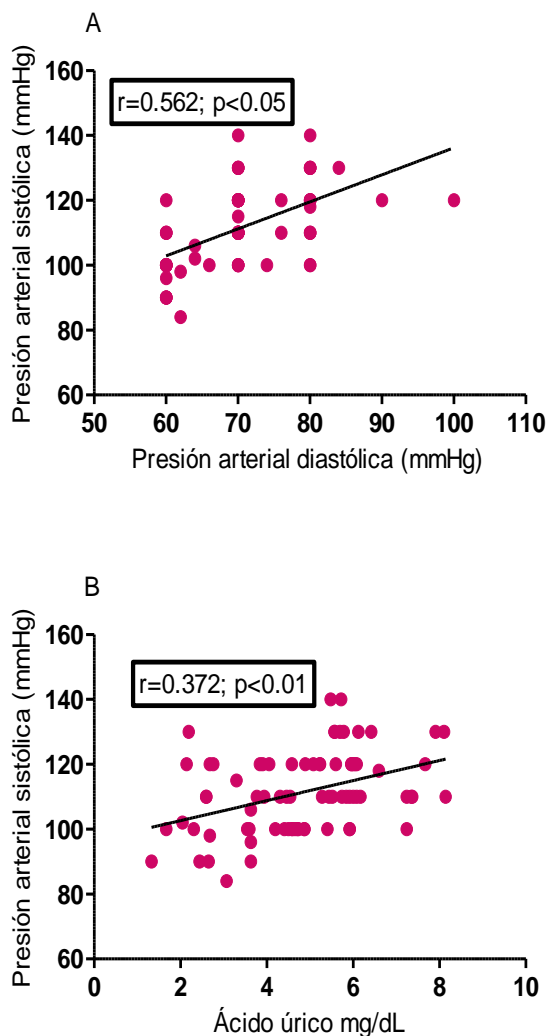 A
Presión arterial sistólica (mmHg)
160
140
120
100
80
60
r=0.562; p<0.05
50 60 70 80 90 100 110
Presión arterial diastólica (mmHg)
B
Presión arterial sistólica (mmHg)
160
140
120
100
80
60
r=0.372; p<0.01
0 2 4 6 8 10
Ácido úrico mg/dL